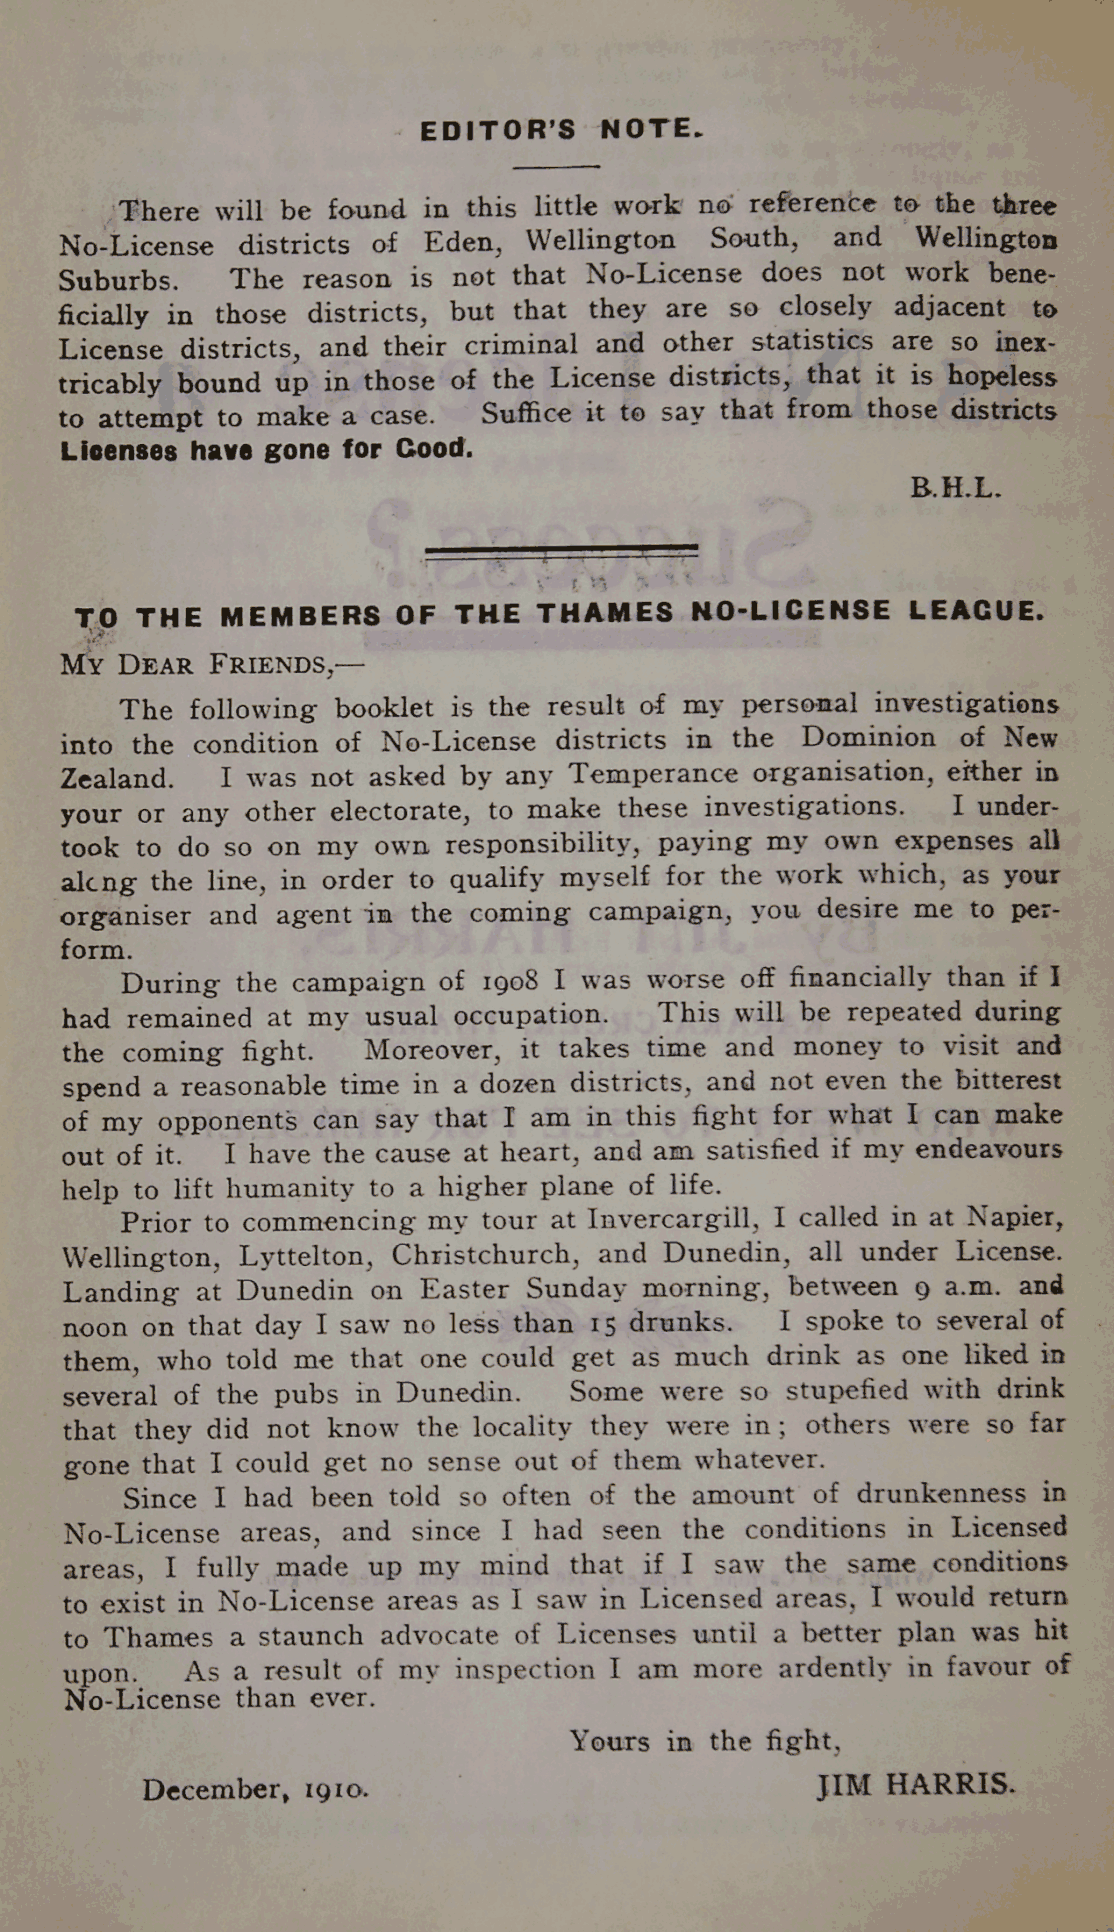 EDITOR'S NOTE.
There will be found in this little work no reference to the three
No-License districts of Eden, Wellington South, and Wellington
Suburbs. The reason is not that No-License does not work bene-
ficially in those districts, but that they are so closely adjacent to
License districts, and their criminal and other statistics are so inex-
tricably bound up in those of the License districts, that it is hopeless
to attempt to make a case. Suffice it to say that from those districts
Licenses have gone for Good.
B.H.L.
TO THE MEMBERS OF THE THAMES NO-LICENSE LEAGUE.
MY DEAR FRIENDS,—
The following booklet is the result of my personal investigations
into the condition of No-License districts in the Dominion of New
Zealand. I was not asked by any Temperance organisation, either in
your or any other electorate, to make these investigations. I under-
took to do so on my own responsibility, paying my own expenses all
along the line, in order to qualify myself for the work which, as your
organiser and agent in the coming campaign, you desire me to per-
form.
During the campaign of 1908 I was worse off financially than if I
had remained at my usual occupation. This will be repeated during
the coming fight. Moreover, it takes time and money to visit and
spend a reasonable time in a dozen districts, and not even the bitterest
of my opponents can say that I am in this fight for what I can make
out of it. I have the cause at heart, and am satisfied if my endeavours
help to lift humanity to a higher plane of life.
Prior to commencing my tour at Invercargill, I called in at Napier,
Wellington, Lyttelton, Christchurch, and Dunedin, all under License.
Landing at Dunedin on Easter Sunday morning, between 9 a.m. and
noon on that day I saw no less than 15 drunks. I spoke to several of
them, who told me that one could get as much drink as one liked in
several of the pubs in Dunedin. Some were so stupefied with drink
that they did not know the locality they were in; others were so far
gone that I could get no sense out of them whatever.
Since I had been told so often of the amount of drunkenness in
No-License areas, and since I had seen the conditions in Licensed
areas, I fully made up my mind that if I saw the same conditions
to exist in No-License areas as I saw in Licensed areas, I would return
to Thames a staunch advocate of Licenses until a better plan was hit
upon. As a result of my inspection I am more ardently in favour of
No-License than ever.
Yours in the fight,
December, 1910. JIM HARRIS.